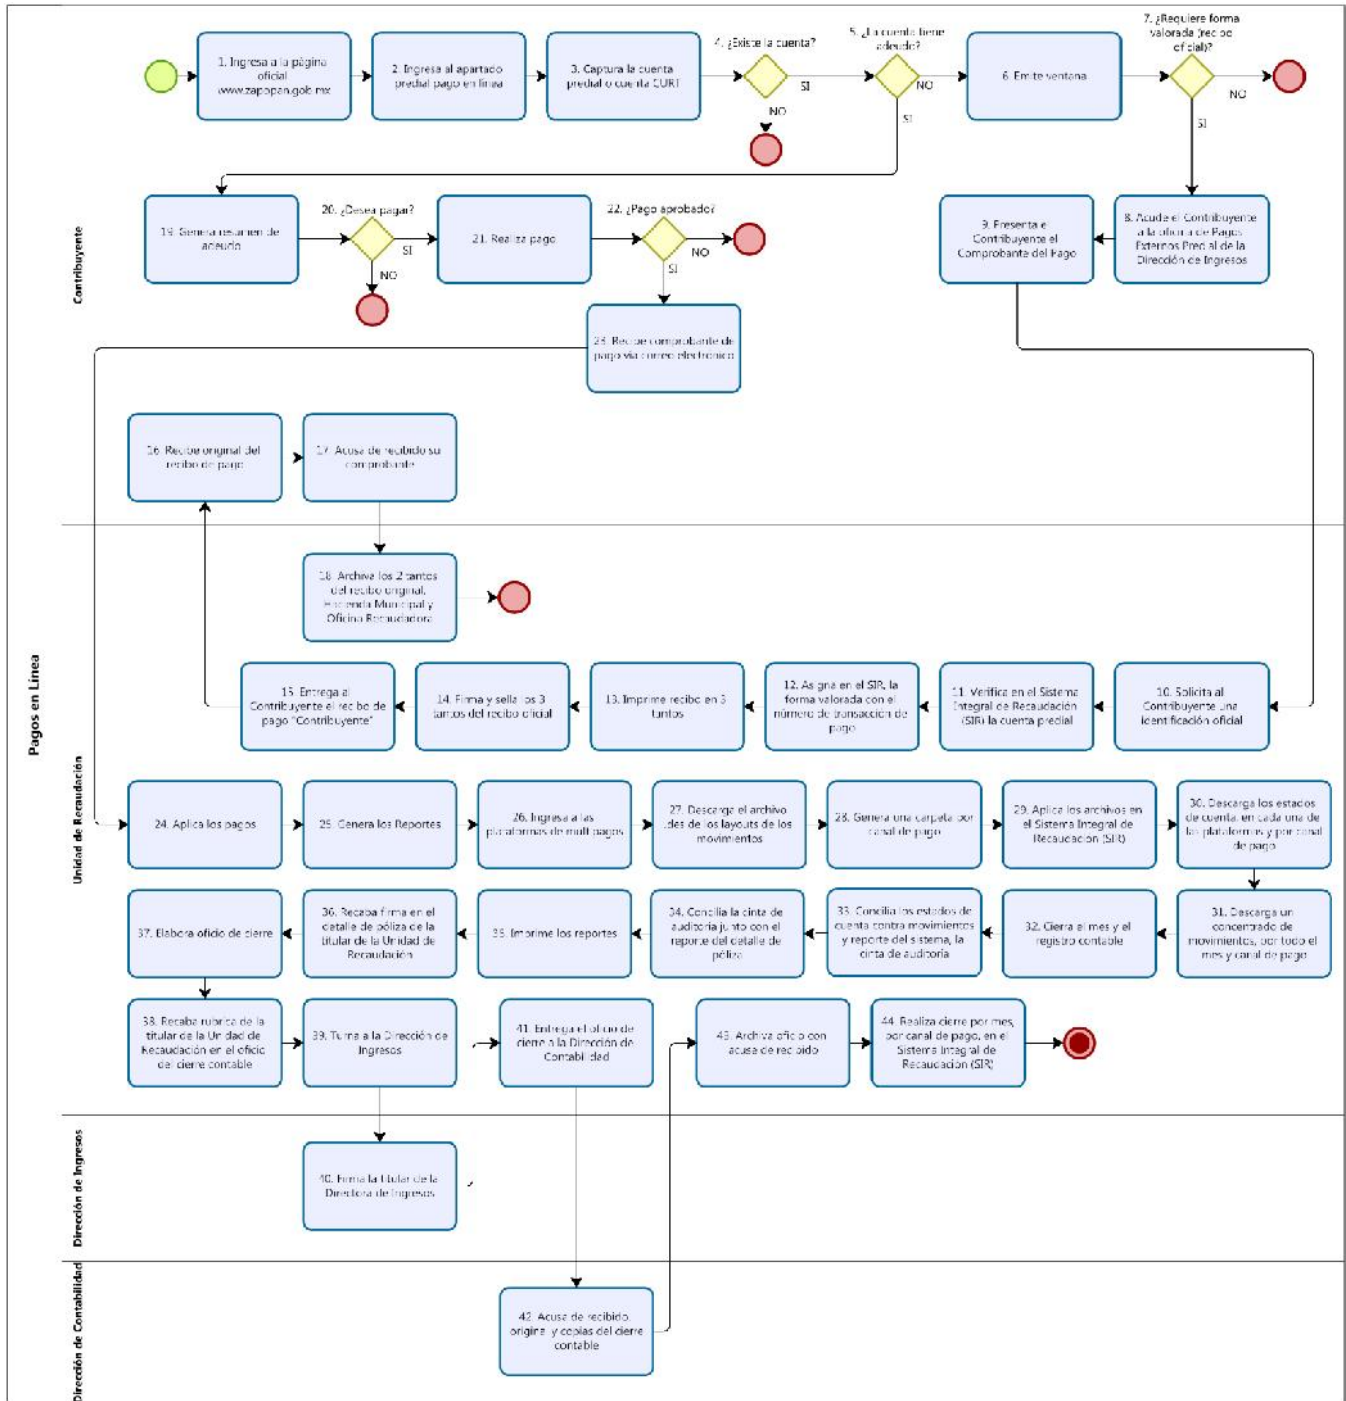 Pagos en Línea
Contribuyente
1. Ingresa a la página
oficial
www.zapopan.gob.mx
2. Ingresa al apartado
predial pago en línea
3. Captura la cuenta
predial o cuenta CURT
4. ¿Existe la cuenta?
SI
NO
5. ¿La cuenta tiene
adeudo?
NO
SI
6. Emite ventana
7. ¿Requiere forma
valorada (recibo
oficial)?
NO
SI
8. Acude el Contribuyente
a la oficina de Pagos
Externos Predial de la
Dirección de Ingresos
9. Presenta el
Contribuyente el
Comprobante del Pago
19. Genera resumen de
adeudo
20. ¿Desea pagar?
SI
NO
21. Realiza pago
22. ¿Pago aprobado?
NO
SI
23. Recibe comprobante de
pago via correo electronico
16. Recibe original del
recibo de pago
17. Acusa de recibido su
comprobante
Unidad de Recaudación
18. Archiva los 2 tantos
del recibo original,
Hacienda Municipal y
Oficina Recaudadora
15. Entrega al
Contribuyente el recibo de
pago "Contribuyente"
14. Firma y sella los 3
tantos del recibo oficial
13. Imprime recibo en 3
tantos
12. Asigna en el SIR, la
forma valorada con el
número de transacción de
pago
11. Verifica en el Sistema
Integral de Recaudación
(SIR) la cuenta predial
10. Solicita al
Contribuyente una
identificación oficial
24. Aplica los pagos
25. Genera los Reportes
26. Ingresa a las
plataformas de multipagos
27. Descarga el archivo
.des de los layouts de los
movimientos
28. Genera una carpeta por
canal de pago
29. Aplica los archivos en
el Sistema Integral de
Recaudacion (SIR)
30. Descarga los estados
de cuenta, en cada una de
las plataformas y por canal
de pago
37. Elabora oficio de cierre
36. Recaba firma en el
detalle de póliza de la
titular de la Unidad de
Recaudación
35. Imprime los reportes
34. Concilia la cinta de
auditoría junto con el
reporte del detalle de
póliza
33. Concilia los estados de
cuenta contra movimientos
y reporte del sistema, la
cinta de auditoría
32. Cierra el mes y el
registro contable
31. Descarga un
concentrado de
movimientos, por todo el
mes y canal de pago
38. Recaba rubrica de la
titular de la Unidad de
Recaudación en el oficio
del cierre contable
39. Turna a la Dirección de
Ingresos
41. Entrega el oficio de
cierre a la Dirección de
Contabilidad
43. Archiva oficio con
acuse de recibido
44. Realiza cierre por mes,
por canal de pago, en el
Sistema Integral de
Recaudacion (SIR)
Dirección de Ingresos
40. Firma la titular de la
Directora de Ingresos
Dirección de Contabilidad
42. Acusa de recibido,
original y copias del cierre
contable